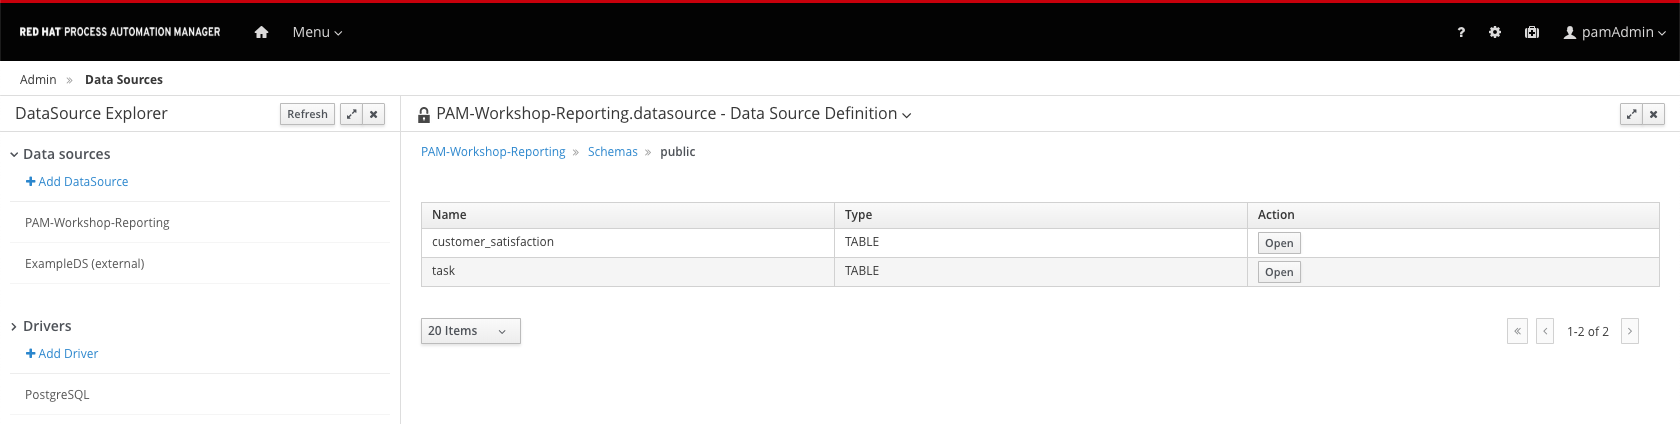 RED HAT PROCESS AUTOMATION MANAGER
Menu
?
pamAdmin
Admin » Data Sources
DataSource Explorer
Refresh
PAM-Workshop-Reporting.datasource - Data Source Definition
Data sources
+ Add DataSource
PAM-Workshop-Reporting
ExampleDS (external)
Drivers
+ Add Driver
PostgreSQL
PAM-Workshop-Reporting » Schemas » public
Name Type Action
customer_satisfaction TABLE Open
task TABLE Open
20 Items
« ‹ 1-2 of 2 ›